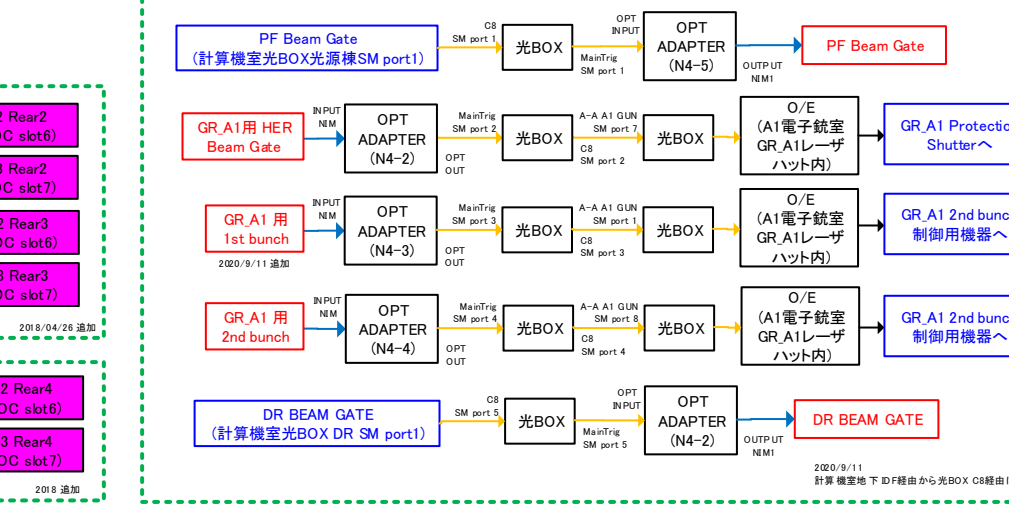 2 Rear2
OC slot6)
3 Rear2
OC slot7)
2 Rear3
OC slot6)
3 Rear3
OC slot7)
2018/04/26 追加
2 Rear4
OC slot6)
3 Rear4
OC slot7)
2018 追加
PF Beam Gate
(計算機室光BOX光源棟SM port1)
C8
SM port 1
光BOX
MainTrig
SM port 1
OPT
INPUT
OPT
ADAPTER
(N4-5)
OUTPUT
NIM1
PF Beam Gate
GR_A1用 HER
Beam Gate
INPUT
NIM
OPT
ADAPTER
(N4-2)
OPT
OUT
MainTrig
SM port 2
光BOX
A-A A1 GUN
SM port 7
C8
SM port 2
光BOX
O/E
(A1電子銃室
GR_A1レーザ
ハット内)
GR_A1 Protectio
Shutterへ
GR_A1 用
1st bunch
2020/9/11 追加
INPUT
NIM
OPT
ADAPTER
(N4-3)
OPT
OUT
MainTrig
SM port 3
光BOX
A-A A1 GUN
SM port 1
C8
SM port 3
光BOX
O/E
(A1電子銃室
GR_A1レーザ
ハット内)
GR_A1 2nd bunc
制御用機器へ
GR_A1 用
2nd bunch
INPUT
NIM
OPT
ADAPTER
(N4-4)
OPT
OUT
MainTrig
SM port 4
光BOX
A-A A1 GUN
SM port 8
C8
SM port 4
光BOX
O/E
(A1電子銃室
GR_A1レーザ
ハット内)
GR_A1 2nd bunc
制御用機器へ
DR BEAM GATE
(計算機室光BOX DR SM port1)
C8
SM port 5
光BOX
MainTrig
SM port 5
OPT
INPUT
OPT
ADAPTER
(N4-2)
OUTPUT
NIM1
DR BEAM GATE
2020/9/11
計算機室地下IDF経由から光BOX C8経由